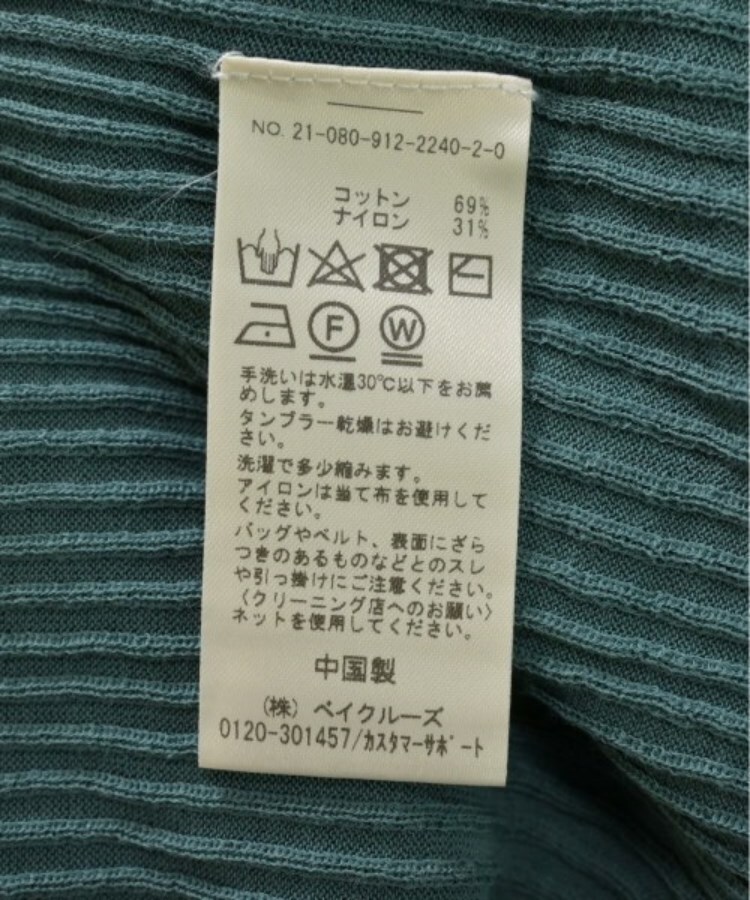 NO. 21-080-912-2240-2-0
コットン 69%
ナイロン 31%
F W
手洗いは水温30℃以下をお薦
めします。
タンブラー乾燥はお避けくだ
さい。
洗濯で多少縮みます。
アイロンは当て布を使用して
ください。
バッグやベルト、表面にざら
つきのあるものなどとのスレ
や引っ掛けにご注意ください。
〈クリーニング店へのお願い〉
ネットを使用してください。
中国製
(株) ベイクルーズ
0120-301457/ｶｽﾀﾏｰｻﾎﾟｰﾄ